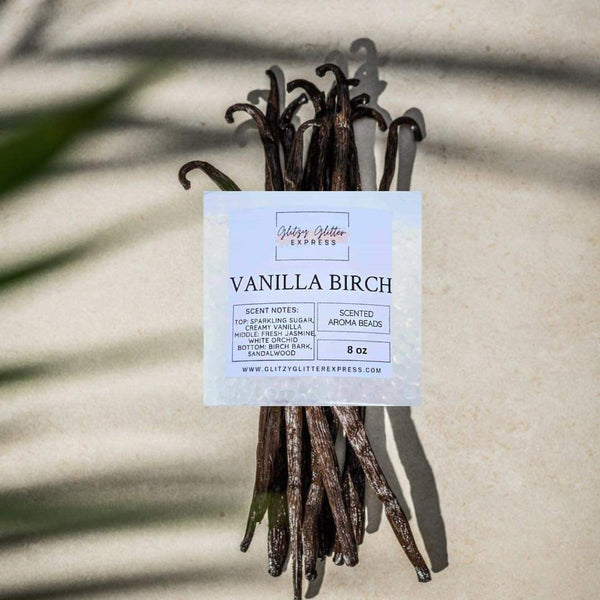 Glitzy Glitter
EXPRESS
VANILLA BIRCH
SCENT NOTES:
TOP: SPARKLING SUGAR,
CREAMY VANILLA
MIDDLE: FRESH JASMINE,
WHITE ORCHID
BOTTOM: BIRCH BARK,
SANDALWOOD
SCENTED
AROMA BEADS
8 oz
WWW.GLITZYGLITTEREXPRESS.COM